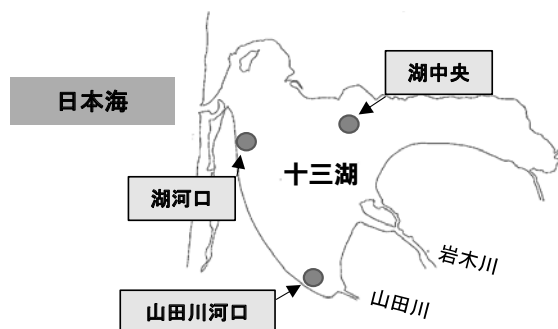 湖中央
日本海
十三湖
湖河口
岩木川
山田川
山田川河口